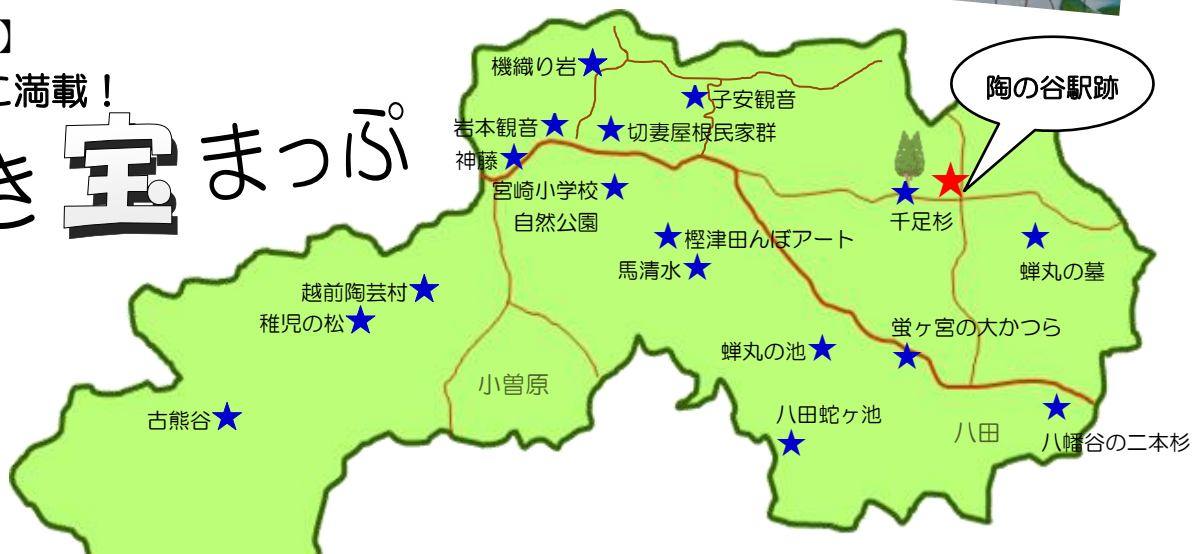 】
に満載！
き宝まっぷ
機織り岩
子安観音
陶の谷駅跡
岩本観音
切妻屋根民家群
神藤
宮崎小学校
自然公園
千足杉
樫津田んぼアート
馬清水
蝉丸の墓
越前陶芸村
稚児の松
蛍ヶ宮の大かつら
蝉丸の池
小曽原
古熊谷
八田蛇ヶ池
八田
八幡谷の二本杉